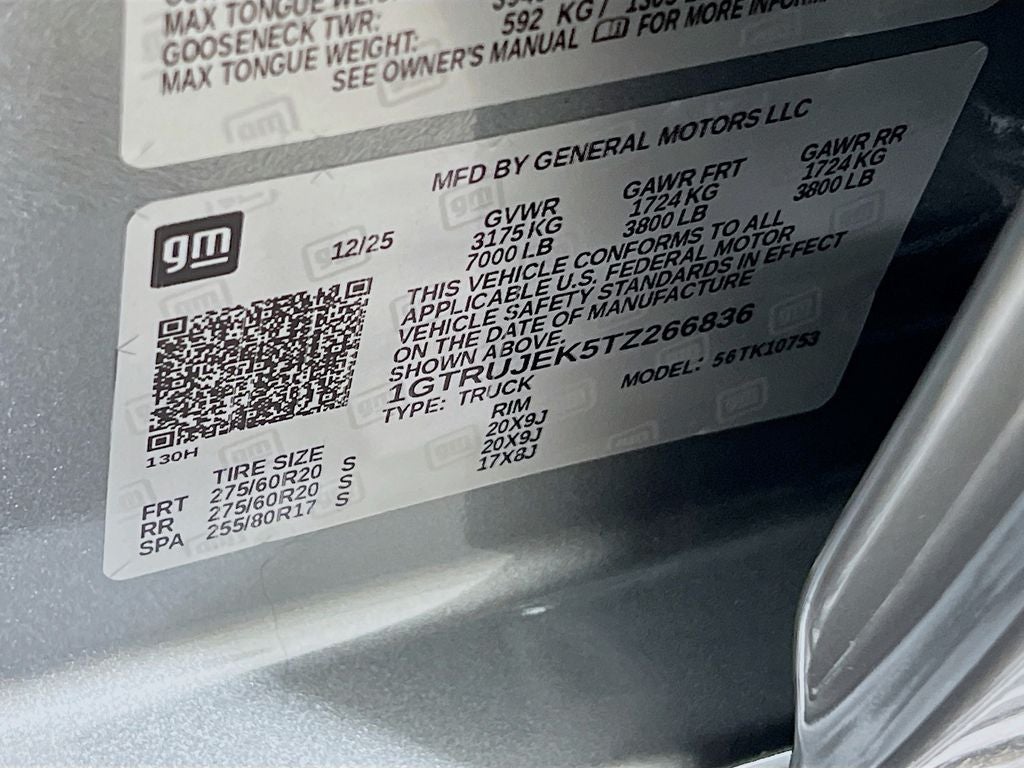 MAX TONGUE
GOOSENECK TWR:
MAX TONGUE WEIGHT: 592 KG /
SEE OWNER'S MANUAL FOR MORE
MFD BY GENERAL MOTORS LLC
gm
12/25
GVWR GAWR FRT GAWR RR
3175 KG 1724 KG 1724 KG
7000 LB 3800 LB 3800 LB
THIS VEHICLE CONFORMS TO ALL
APPLICABLE U.S. FEDERAL MOTOR
VEHICLE SAFETY STANDARDS IN EFFECT
ON THE DATE OF MANUFACTURE
SHOWN ABOVE.
1GTRUJEK5TZ266836
TYPE: TRUCK MODEL: 56TK10753
130H
TIRE SIZE RIM
FRT 275/60R20 S 20X9J
RR 275/60R20 S 20X9J
SPA 255/80R17 S 17X8J